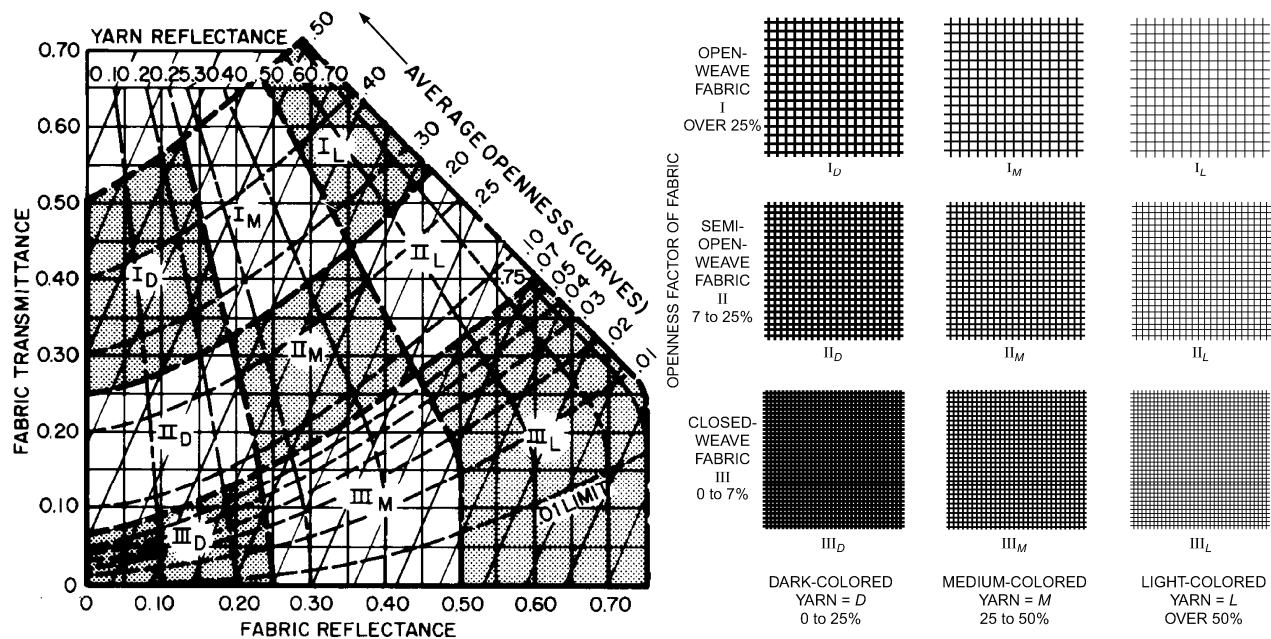 YARN REFLECTANCE
0 .10 .20 .25 .30 .40 .50 .60 .70
.50
.40
.30
.20
.25
.10
.07
.05
.04
.03
.02
.01
.75
AVERAGE OPENNESS (CURVES)
FABRIC TRANSMITTANCE
0.70
0.60
0.50
0.40
0.30
0.20
0.10
0
I L
I M
I D
II L
II M
II D
III L
III M
III D
.01 LIMIT
0 0.10 0.20 0.30 0.40 0.50 0.60 0.70
FABRIC REFLECTANCE
OPENNESS FACTOR OF FABRIC
OPEN-
WEAVE
FABRIC
I
OVER 25%
I D
I M
I L
SEMI-
OPEN-
WEAVE
FABRIC
II
7 to 25%
II D
II M
II L
CLOSED-
WEAVE
FABRIC
III
0 to 7%
III D
III M
III L
DARK-COLORED
YARN = D
0 to 25%
MEDIUM-COLORED
YARN = M
25 to 50%
LIGHT-COLORED
YARN = L
OVER 50%